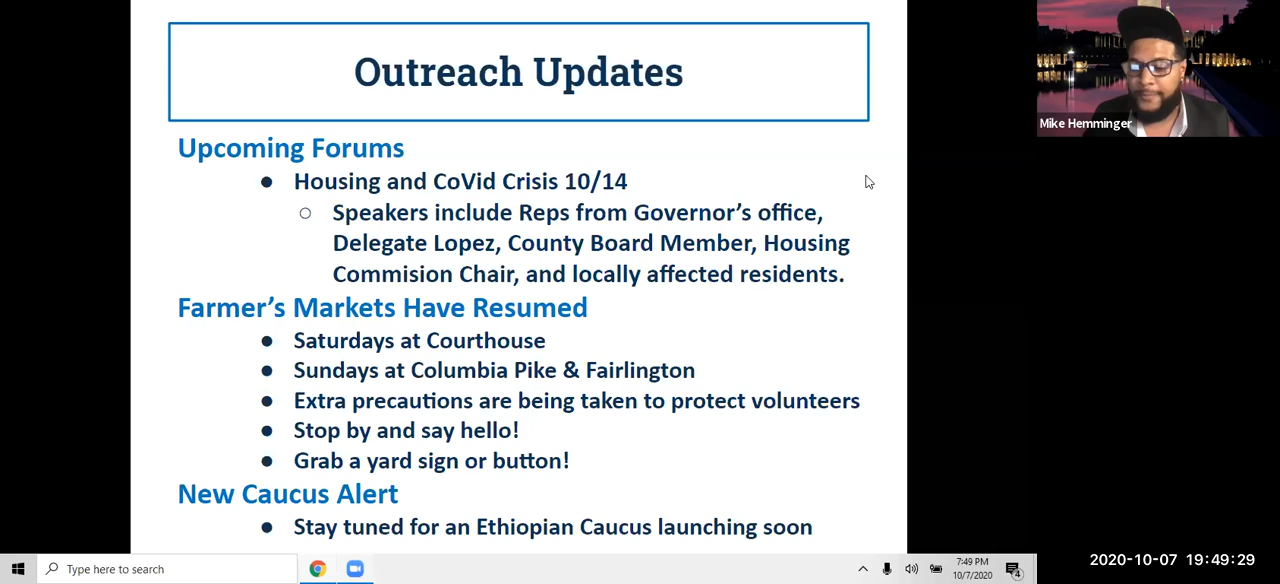 Outreach Updates
Upcoming Forums
● Housing and CoVid Crisis 10/14
○ Speakers include Reps from Governor's office,
Delegate Lopez, County Board Member, Housing
Commision Chair, and locally affected residents.
Farmer's Markets Have Resumed
● Saturdays at Courthouse
● Sundays at Columbia Pike & Fairlington
● Extra precautions are being taken to protect volunteers
● Stop by and say hello!
● Grab a yard sign or button!
New Caucus Alert
● Stay tuned for an Ethiopian Caucus launching soon
Mike Hemminger
Type here to search
7:49 PM
10/7/2020
4
2020-10-07 19:49:29